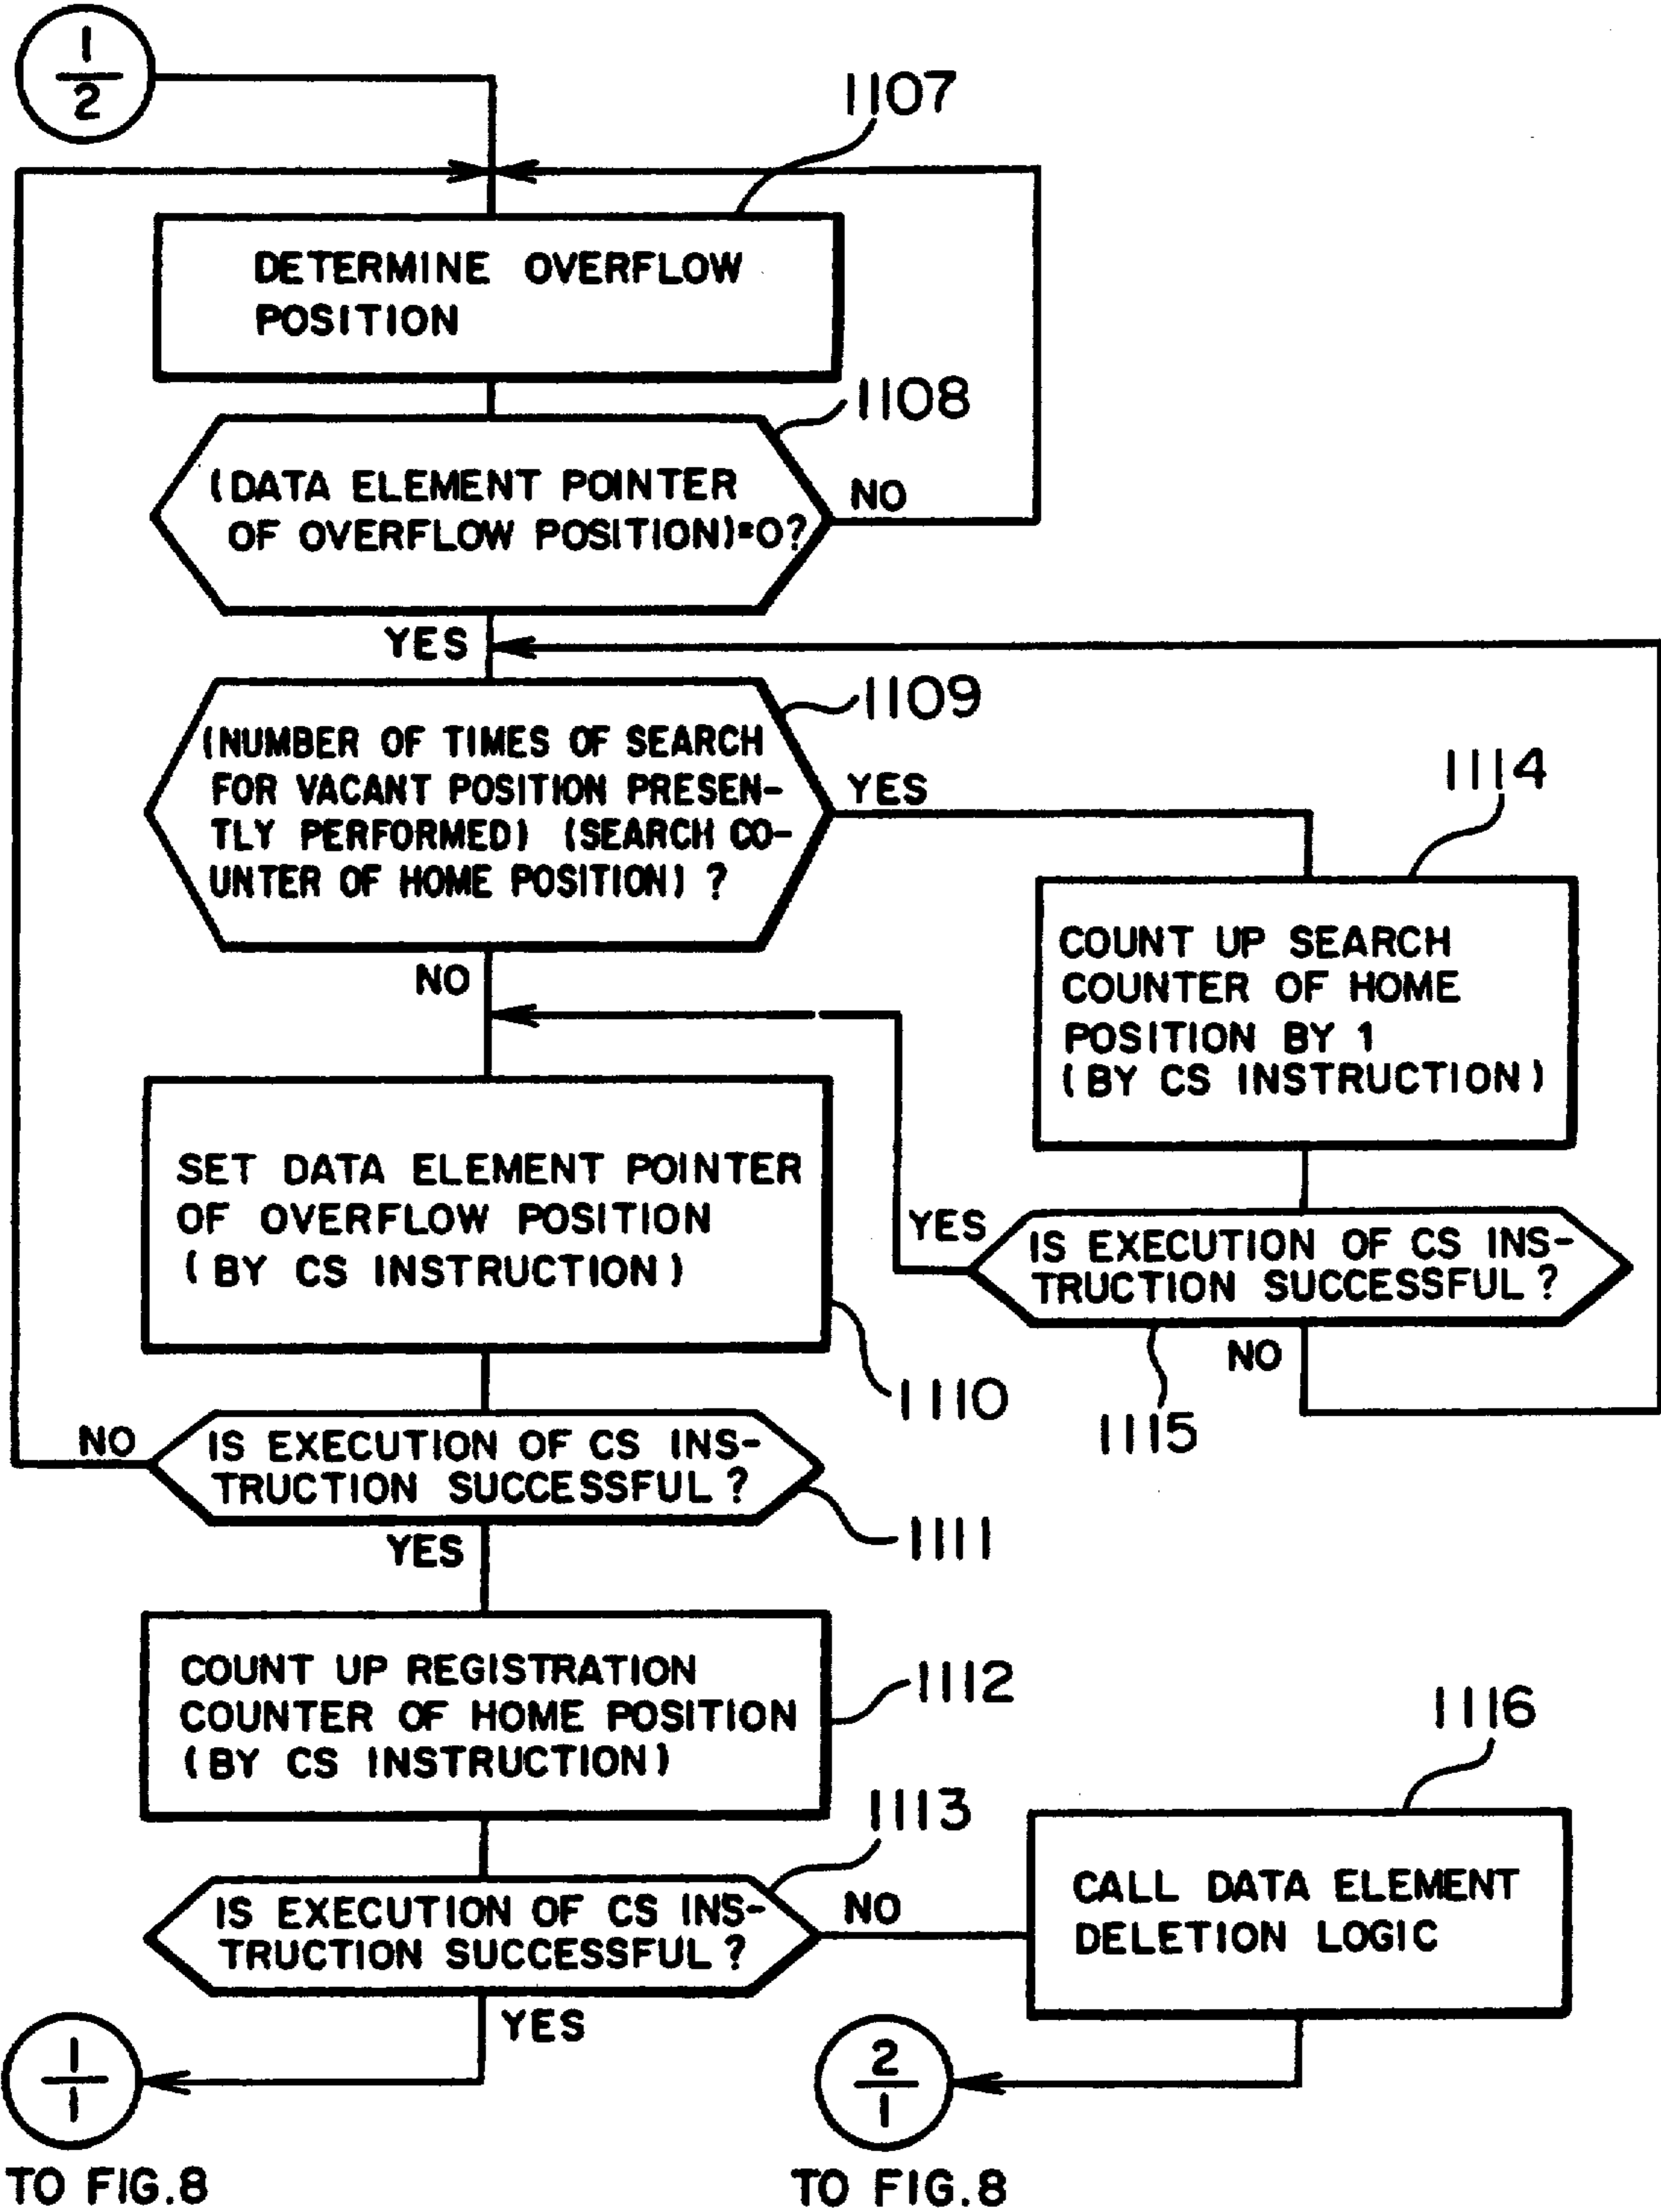 1
2
1107
DETERMINE OVERFLOW
POSITION
1108
(DATA ELEMENT POINTER
OF OVERFLOW POSITION)=0?
NO
YES
1109
(NUMBER OF TIMES OF SEARCH
FOR VACANT POSITION PRESEN-
TLY PERFORMED) (SEARCH CO-
UNTER OF HOME POSITION) ?
YES
NO
1114
COUNT UP SEARCH
COUNTER OF HOME
POSITION BY 1
(BY CS INSTRUCTION)
SET DATA ELEMENT POINTER
OF OVERFLOW POSITION
(BY CS INSTRUCTION)
1110
YES
IS EXECUTION OF CS INS-
TRUCTION SUCCESSFUL?
NO
1115
NO
IS EXECUTION OF CS INS-
TRUCTION SUCCESSFUL?
1111
YES
COUNT UP REGISTRATION
COUNTER OF HOME POSITION
(BY CS INSTRUCTION)
1112
1113
IS EXECUTION OF CS INS-
TRUCTION SUCCESSFUL?
NO
YES
1116
CALL DATA ELEMENT
DELETION LOGIC
1
1
TO FIG.8
2
1
TO FIG.8